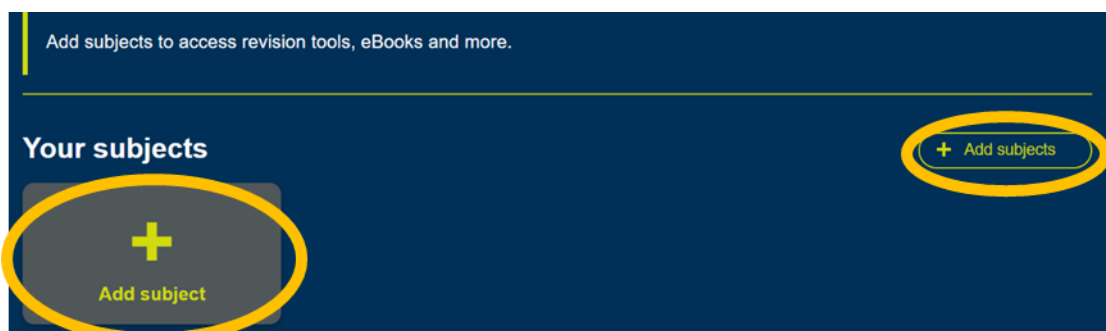 Add subjects to access revision tools, eBooks and more.
Your subjects
+ Add subjects
+
Add subject